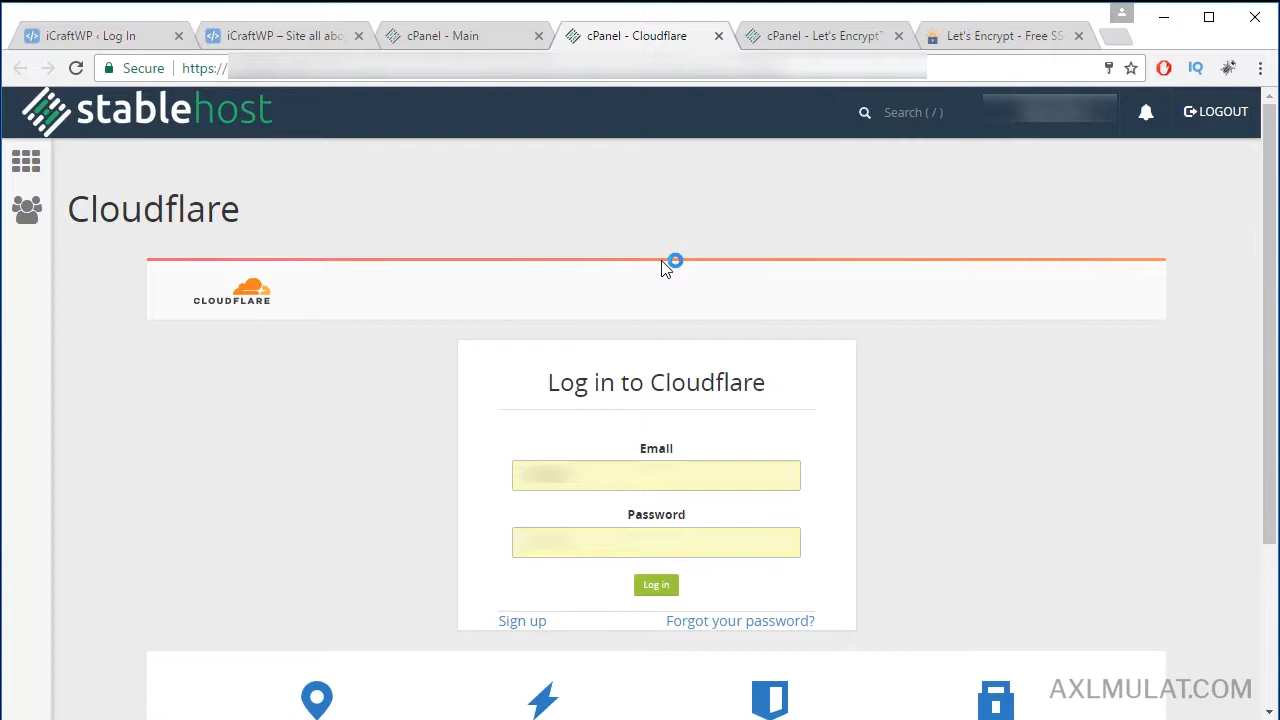 iCraftWP ‹ Log In
iCraftWP – Site all abo
cPanel - Main
cPanel - Cloudflare
cPanel - Let's Encrypt™
Let's Encrypt - Free SS
Secure
https://
IQ
stablehost
Search ( / )
LOGOUT
Cloudflare
CLOUDFLARE
Log in to Cloudflare
Email
Password
Log in
Sign up
Forgot your password?
AXLMULAT.COM